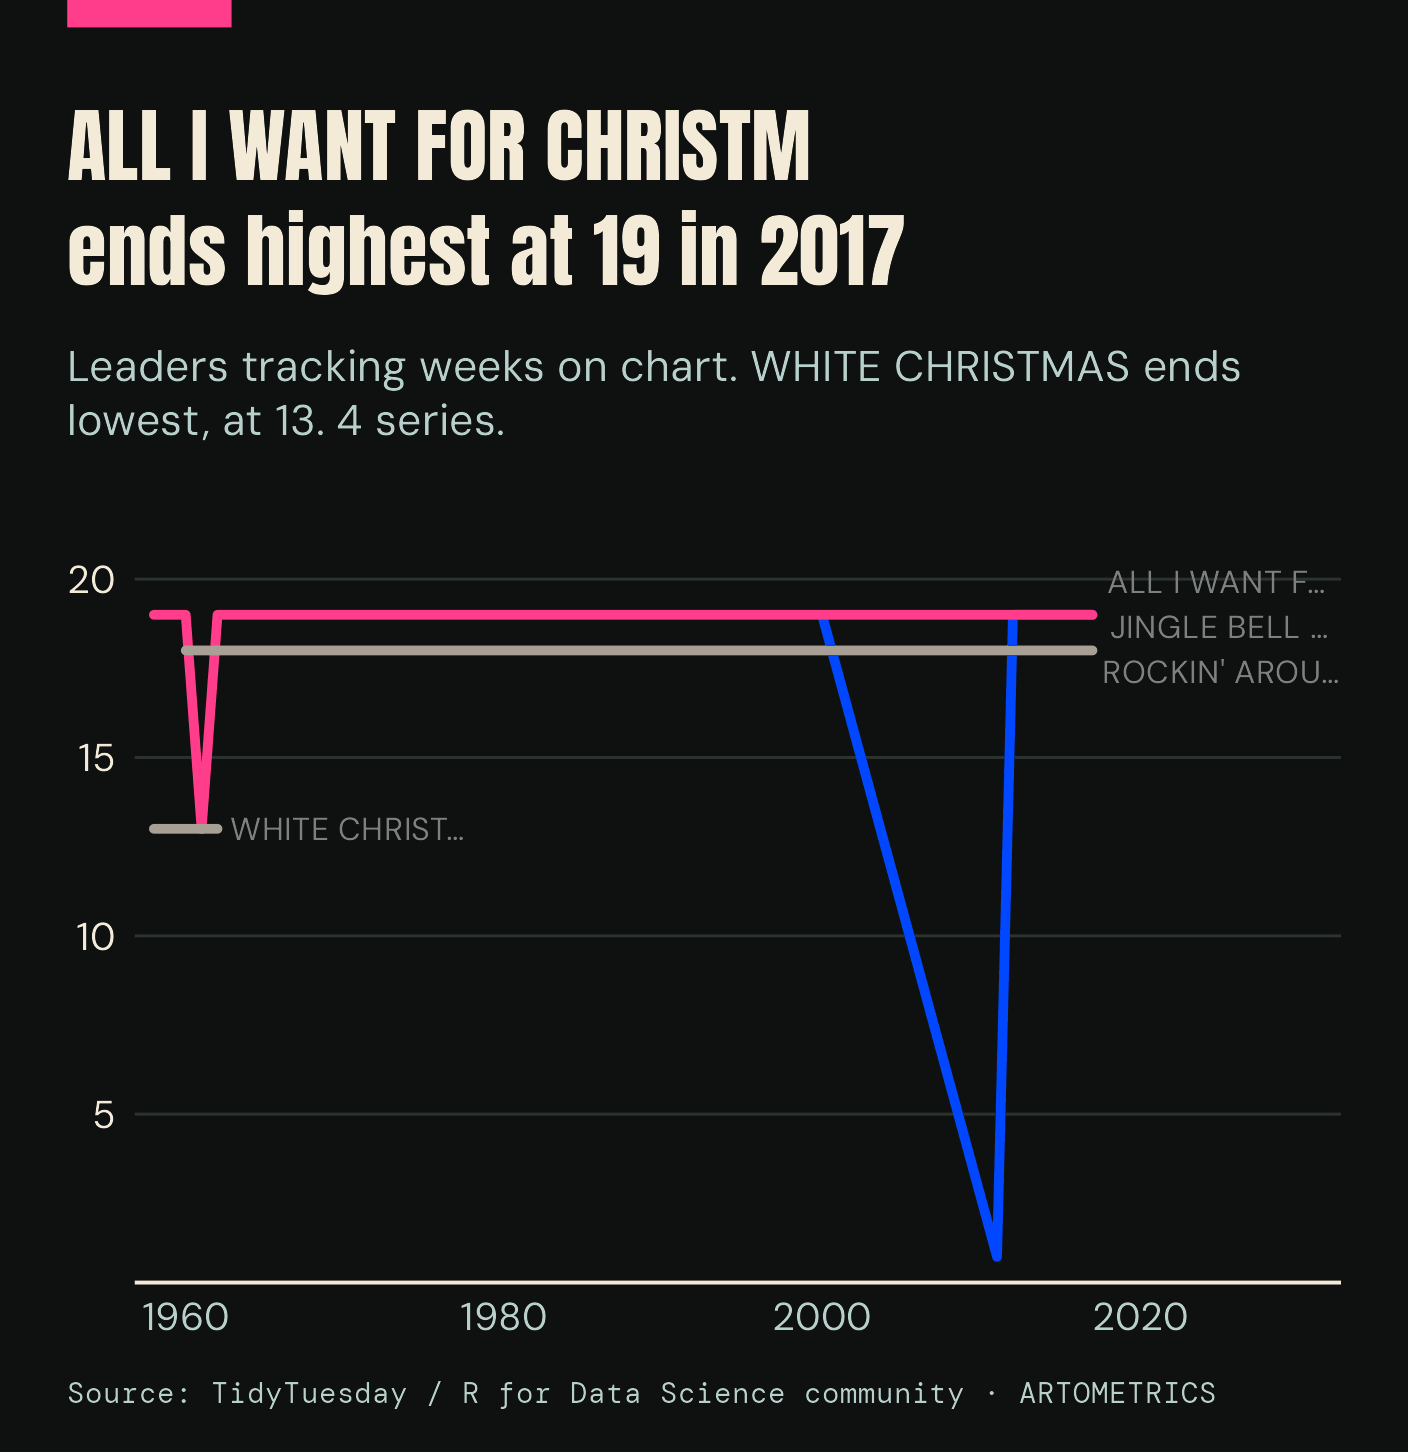 ALL I WANT FOR CHRISTM
ends highest at 19 in 2017
Leaders tracking weeks on chart. WHITE CHRISTMAS ends
lowest, at 13. 4 series.
20
ALL I WANT F…
JINGLE BELL …
ROCKIN' AROU…
15
WHITE CHRIST…
10
5
1960 1980 2000 2020
Source: TidyTuesday / R for Data Science community · ARTOMETRICS